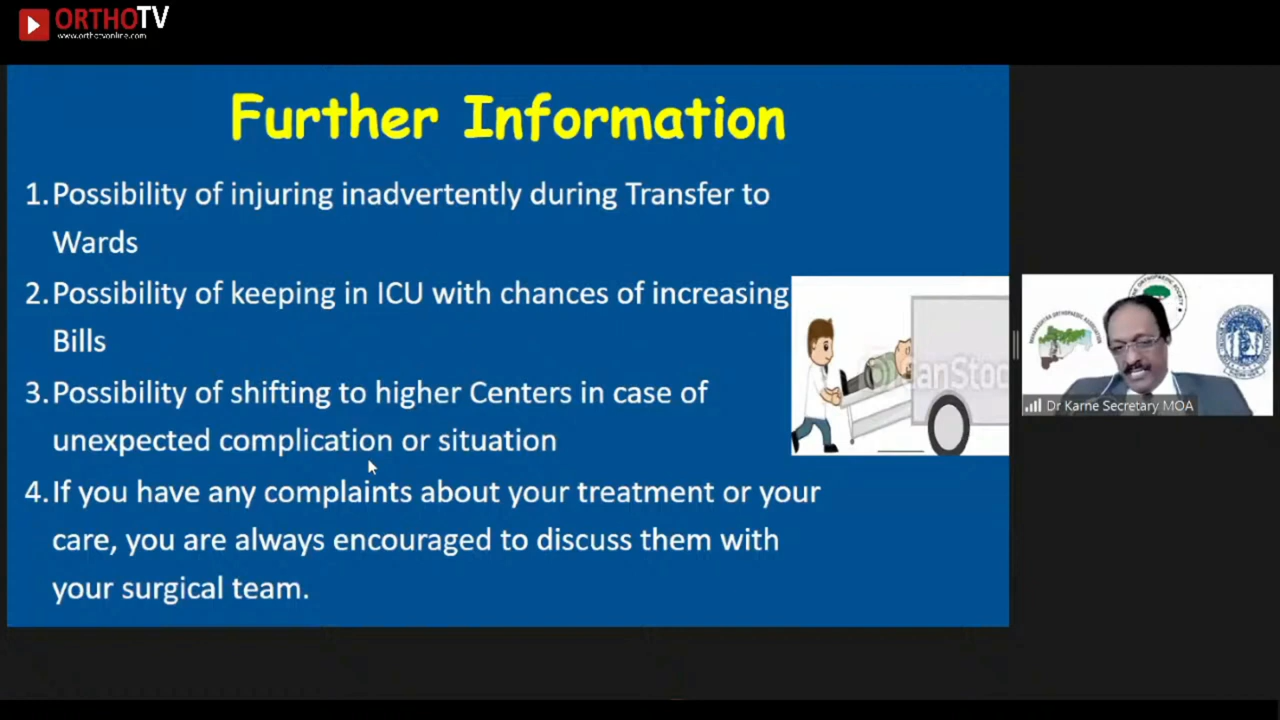 ORTHOTV
www.orthotvonline.com
Further Information
1. Possibility of injuring inadvertently during Transfer to
Wards
2. Possibility of keeping in ICU with chances of increasing
Bills
3. Possibility of shifting to higher Centers in case of
unexpected complication or situation
4. If you have any complaints about your treatment or your
care, you are always encouraged to discuss them with
your surgical team.
Dr Karne Secretary MOA